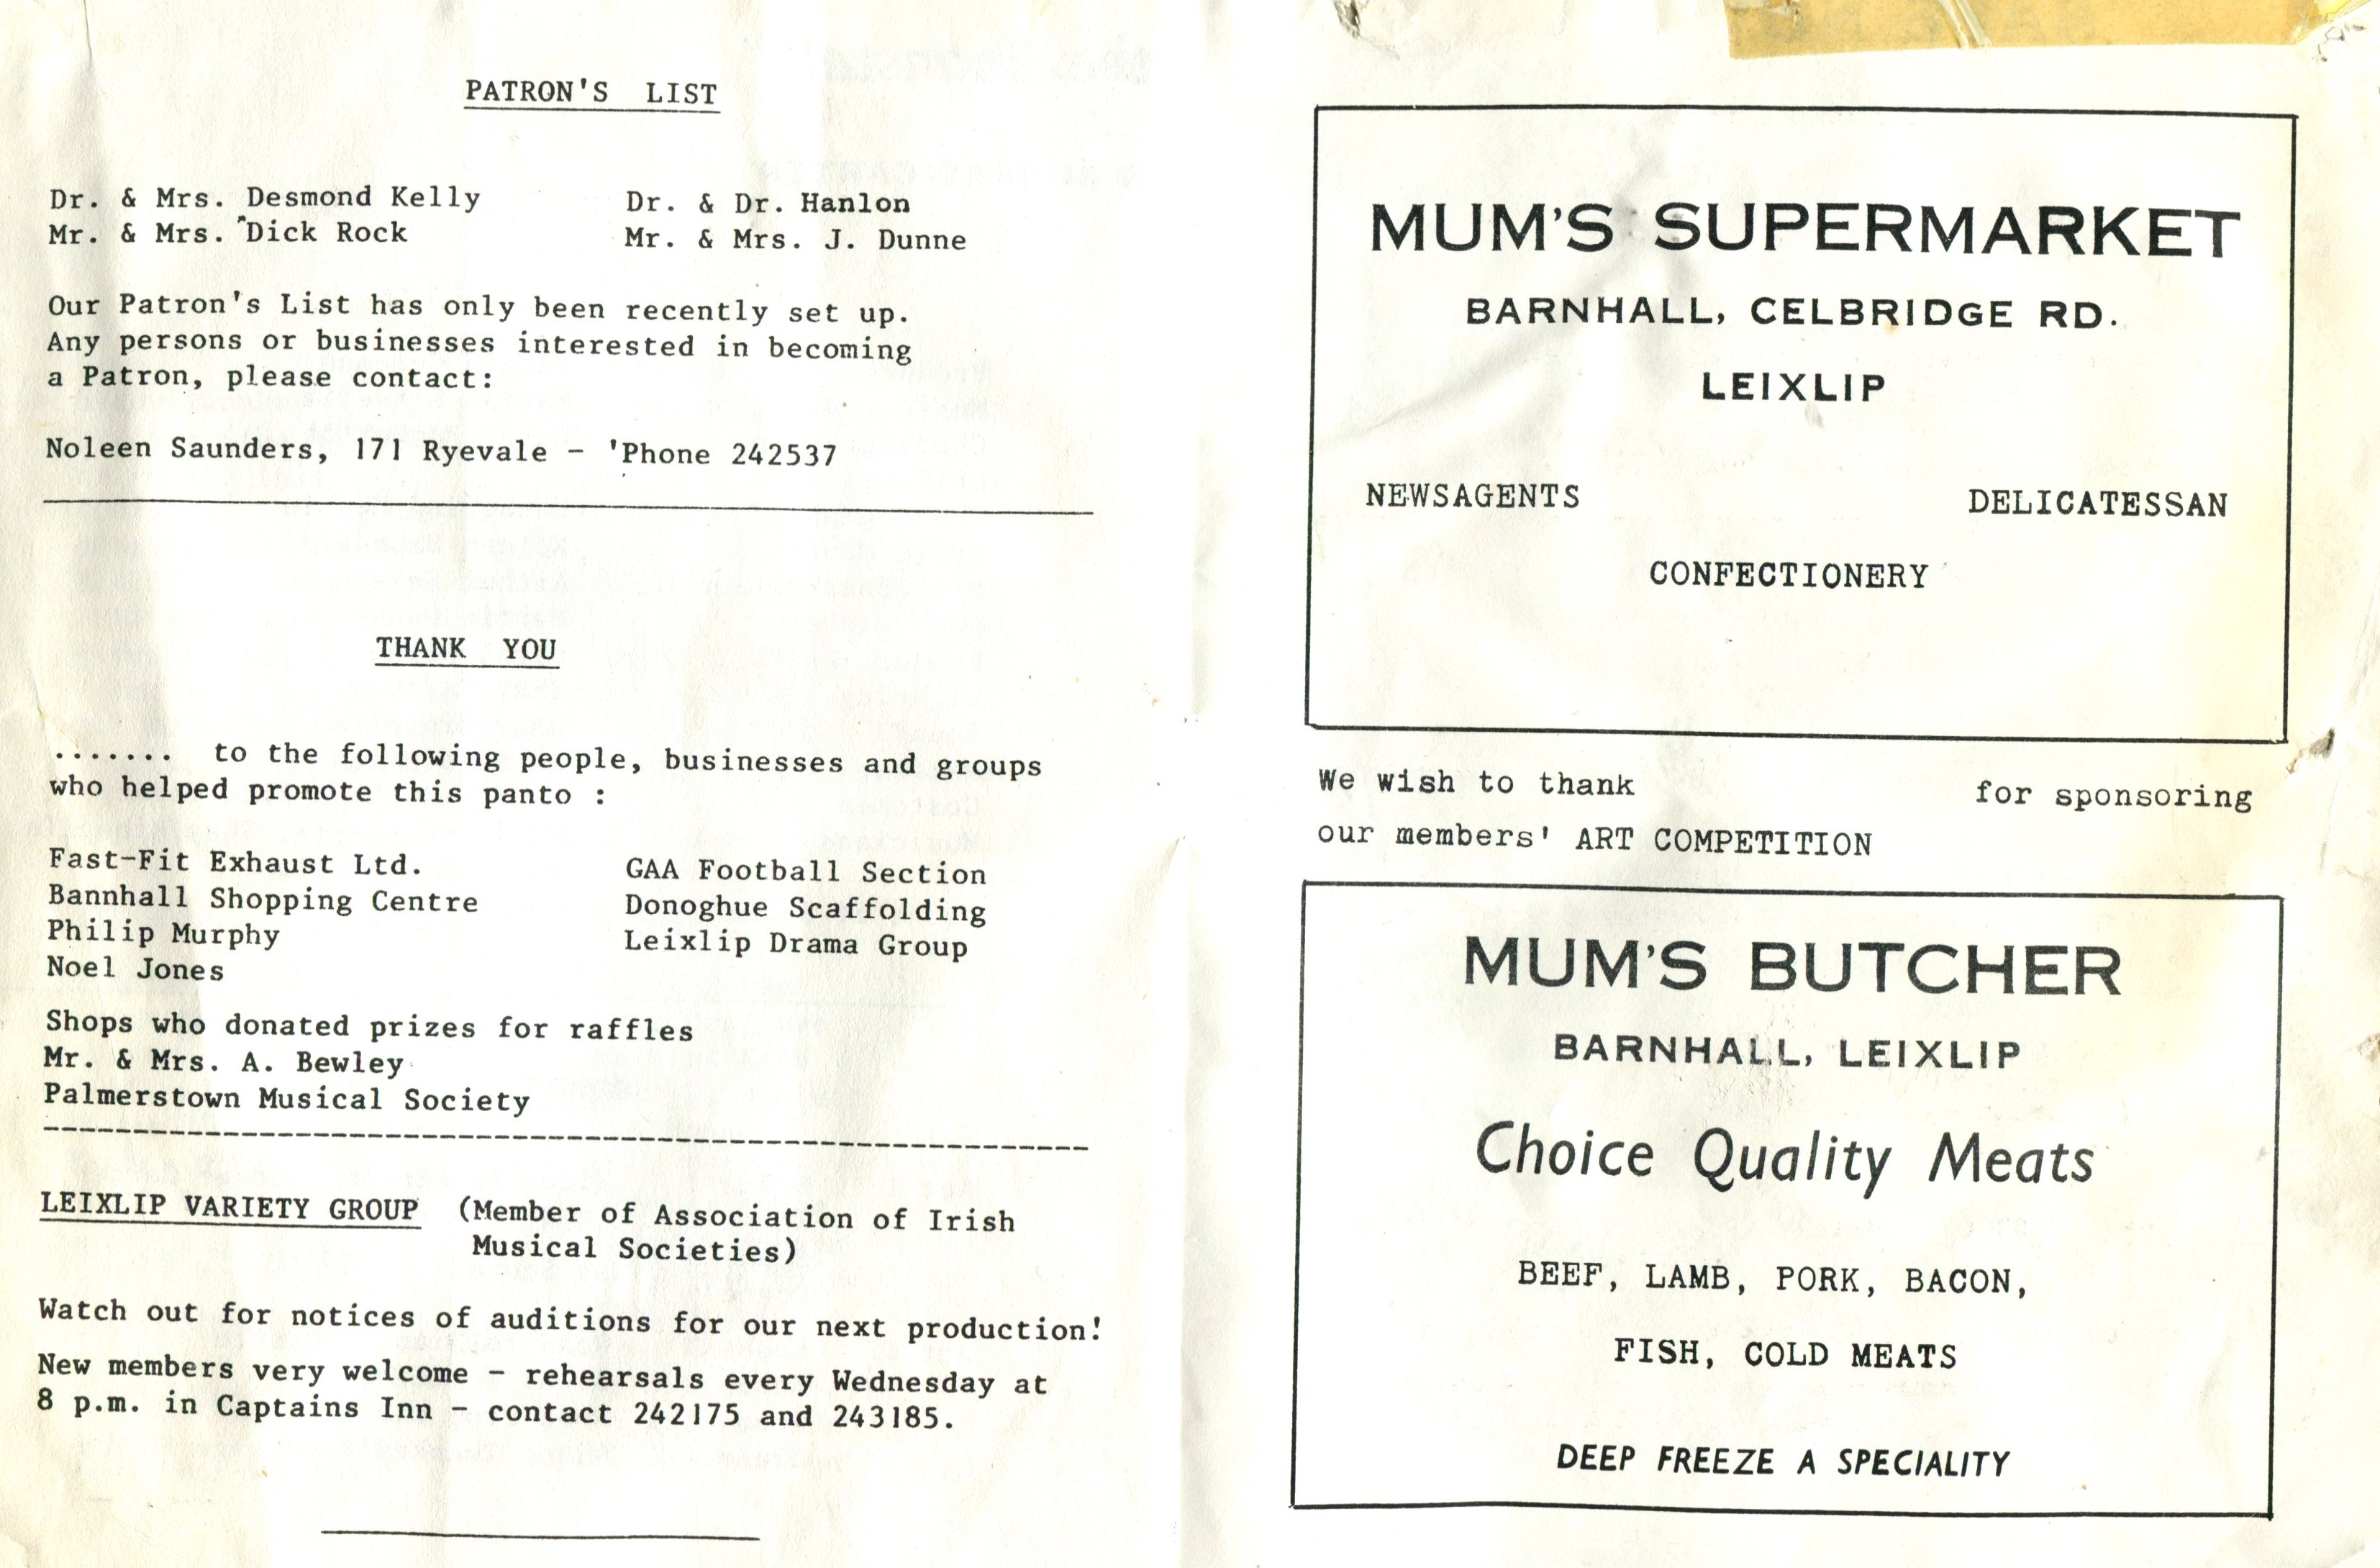 PATRON'S LIST
Dr. & Mrs. Desmond Kelly
Mr. & Mrs. Dick Rock
Dr. & Dr. Hanlon
Mr. & Mrs. J. Dunne
Our Patron's List has only been recently set up.
Any persons or businesses interested in becoming
a Patron, please contact:
Noleen Saunders, 171 Ryevale - 'Phone 242537
THANK YOU
....... to the following people, businesses and groups
who helped promote this panto :
Fast-Fit Exhaust Ltd.
Bannhall Shopping Centre
Philip Murphy
Noel Jones
GAA Football Section
Donoghue Scaffolding
Leixlip Drama Group
Shops who donated prizes for raffles
Mr. & Mrs. A. Bewley
Palmerstown Musical Society
LEIXLIP VARIETY GROUP (Member of Association of Irish
Musical Societies)
Watch out for notices of auditions for our next production!
New members very welcome - rehearsals every Wednesday at
8 p.m. in Captains Inn - contact 242175 and 243185.
MUM'S SUPERMARKET
BARNHALL, CELBRIDGE RD.
LEIXLIP
NEWSAGENTS DELICATESSAN
CONFECTIONERY
We wish to thank for sponsoring
our members' ART COMPETITION
MUM'S BUTCHER
BARNHALL, LEIXLIP
Choice Quality Meats
BEEF, LAMB, PORK, BACON,
FISH, COLD MEATS
DEEP FREEZE A SPECIALITY